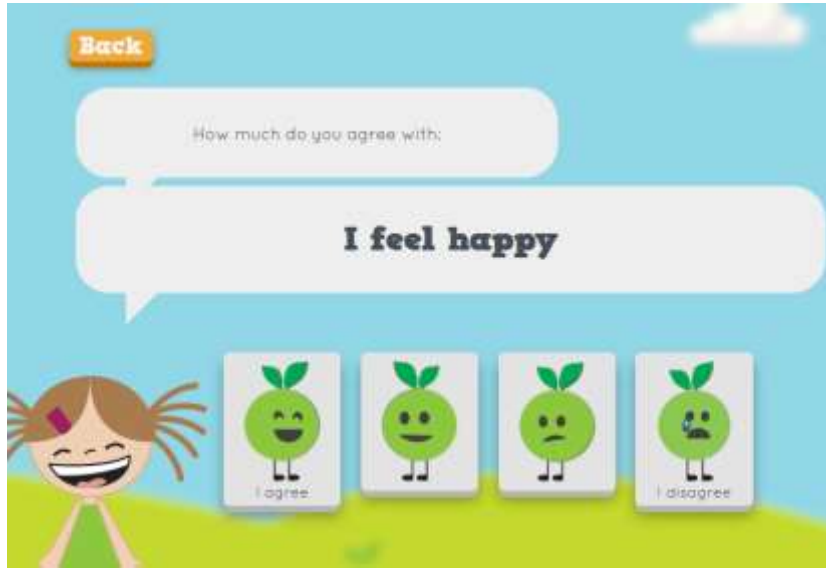 Back
How much do you agree with:
I feel happy
I agree
I disagree